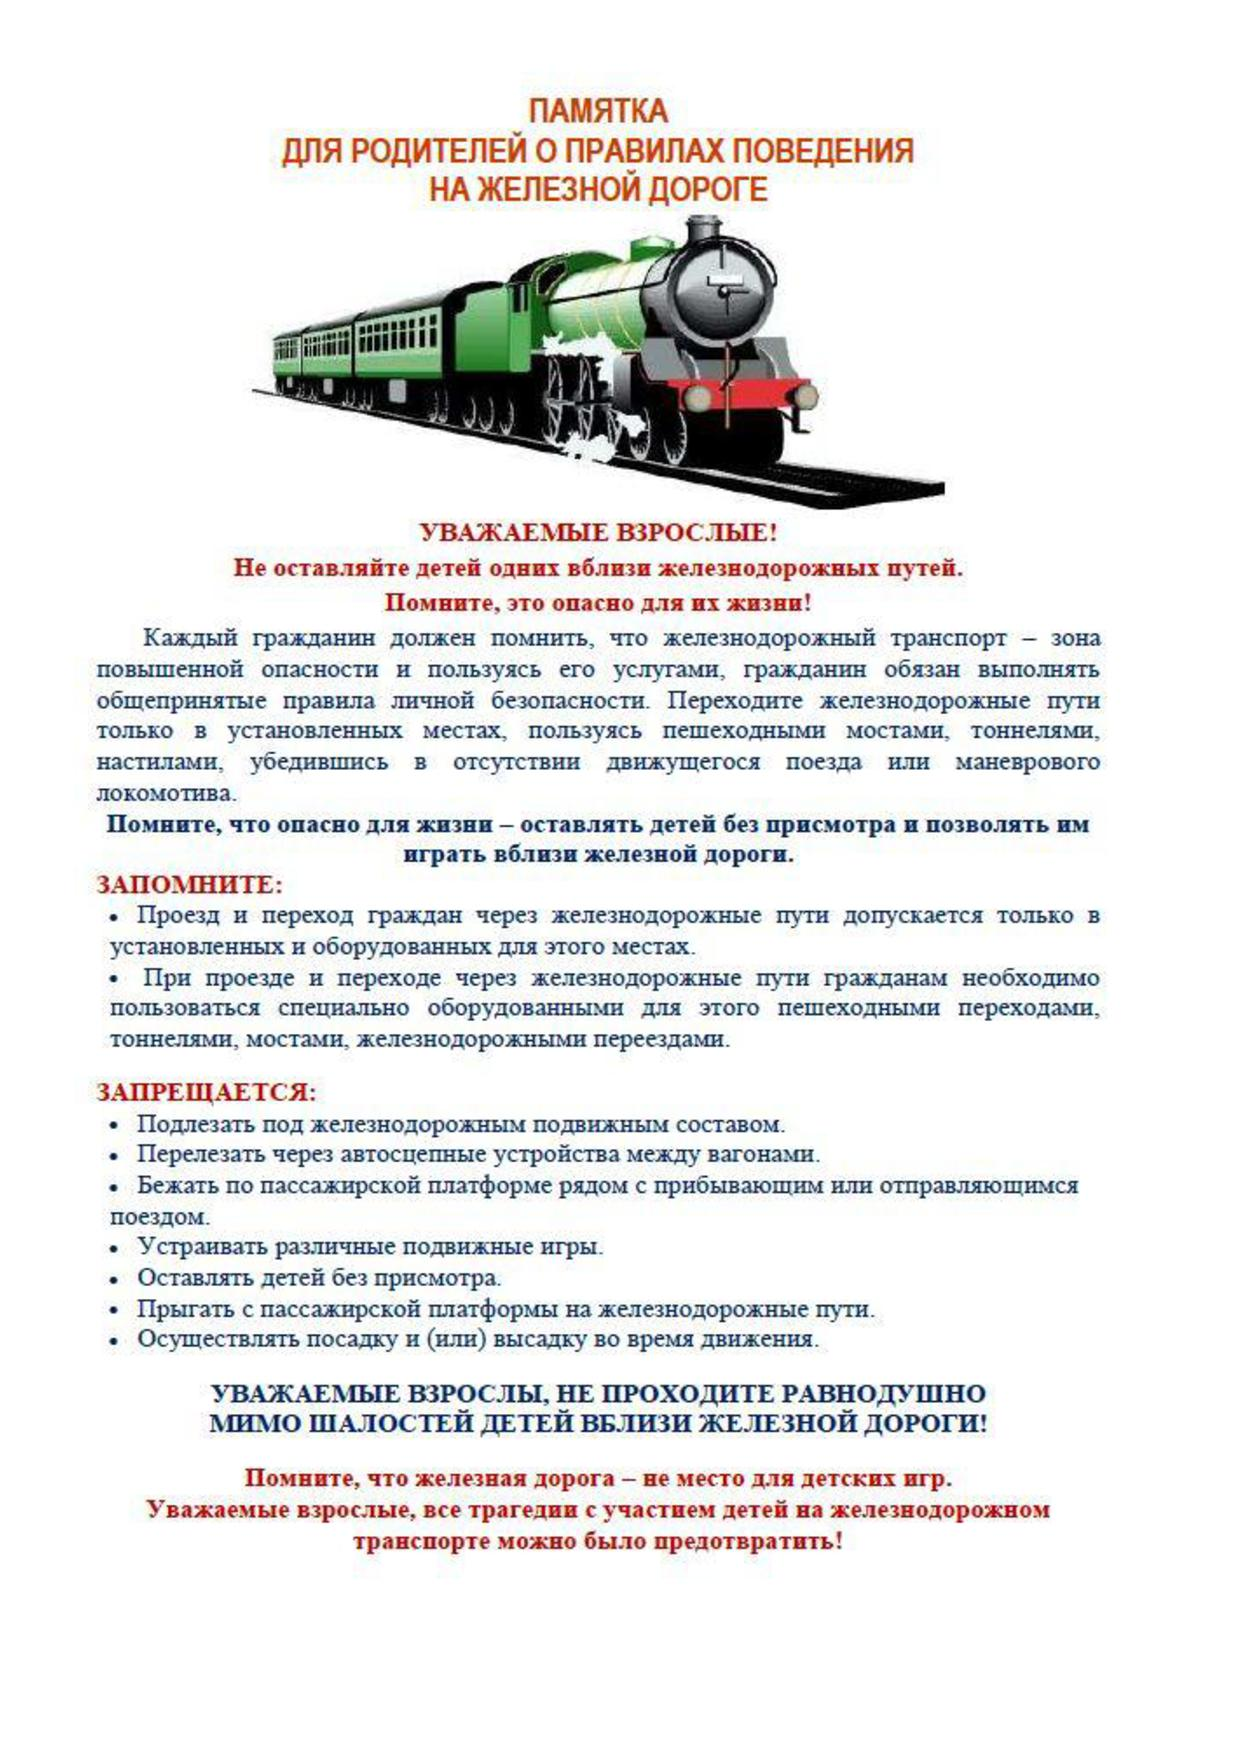 ПАМЯТКА
ДЛЯ РОДИТЕЛЕЙ О ПРАВИЛАХ ПОВЕДЕНИЯ
НА ЖЕЛЕЗНОЙ ДОРОГЕ
УВАЖАЕМЫЕ ВЗРОСЛЫЕ!
Не оставляйте детей одних вблизи железнодорожных путей.
Помните, это опасно для их жизни!
Каждый гражданин должен помнить, что железнодорожный транспорт – зона
повышенной опасности и пользуясь его услугами, гражданин обязан выполнять
общепринятые правила личной безопасности. Переходите железнодорожные пути
только в установленных местах, пользуясь пешеходными мостами, тоннелями,
настилами, убедившись в отсутствии движущегося поезда или маневрового
локомотива.
Помните, что опасно для жизни – оставлять детей без присмотра и позволять им
играть вблизи железной дороги.
ЗАПОМНИТЕ:
• Проезд и переход граждан через железнодорожные пути допускается только в
установленных и оборудованных для этого местах.
• При проезде и переходе через железнодорожные пути гражданам необходимо
пользоваться специально оборудованными для этого пешеходными переходами,
тоннелями, мостами, железнодорожными переездами.
ЗАПРЕЩАЕТСЯ:
• Подлезать под железнодорожным подвижным составом.
• Перелезать через автосцепные устройства между вагонами.
• Бежать по пассажирской платформе рядом с прибывающим или отправляющимся
поездом.
• Устраивать различные подвижные игры.
• Оставлять детей без присмотра.
• Прыгать с пассажирской платформы на железнодорожные пути.
• Осуществлять посадку и (или) высадку во время движения.
УВАЖАЕМЫЕ ВЗРОСЛЫ, НЕ ПРОХОДИТЕ РАВНОДУШНО
МИМО ШАЛОСТЕЙ ДЕТЕЙ ВБЛИЗИ ЖЕЛЕЗНОЙ ДОРОГИ!
Помните, что железная дорога – не место для детских игр.
Уважаемые взрослые, все трагедии с участием детей на железнодорожном
транспорте можно было предотвратить!